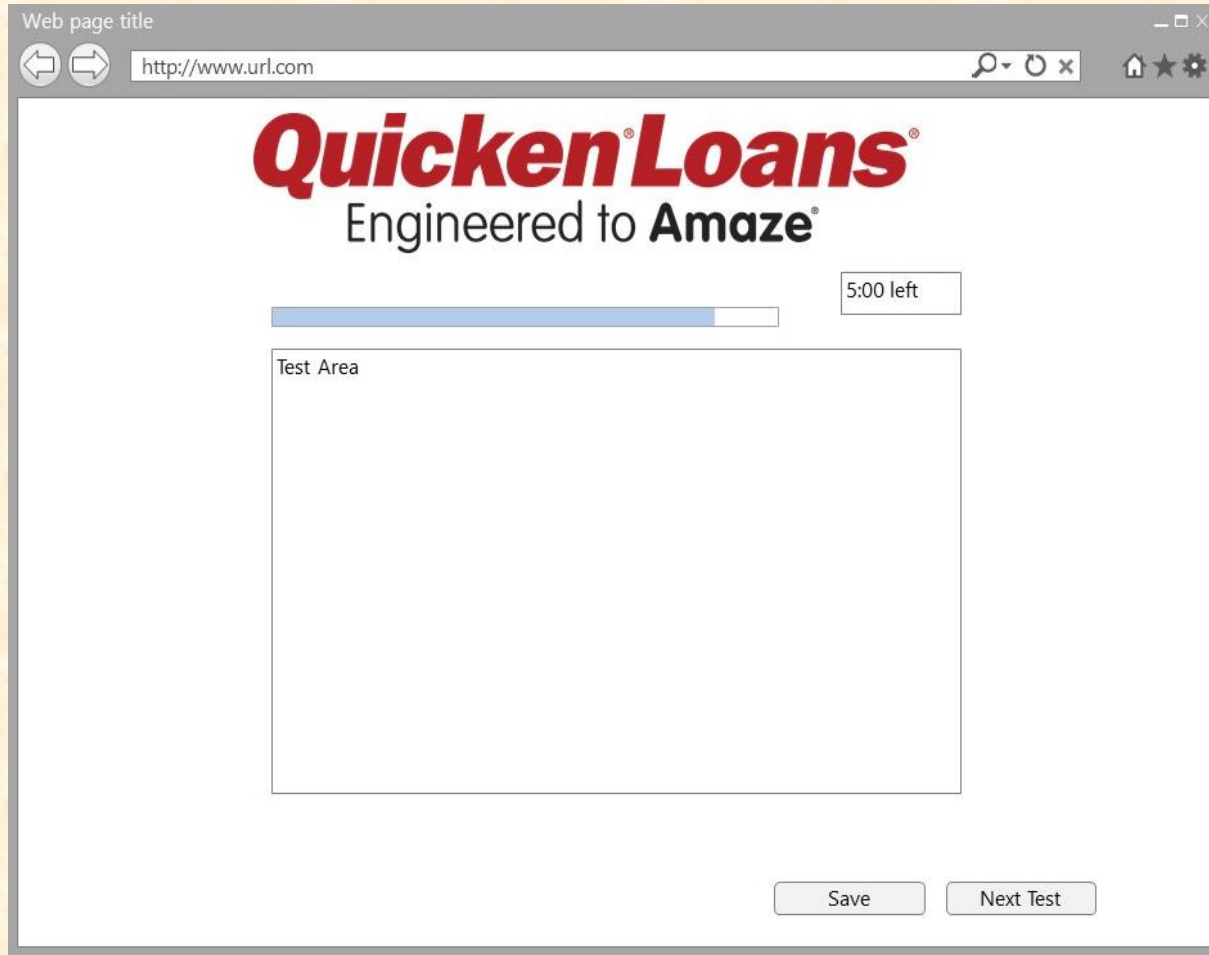 Web page title
http://www.url.com
Quicken® Loans®
Engineered to Amaze®
5:00 left
Test Area
Save
Next Test